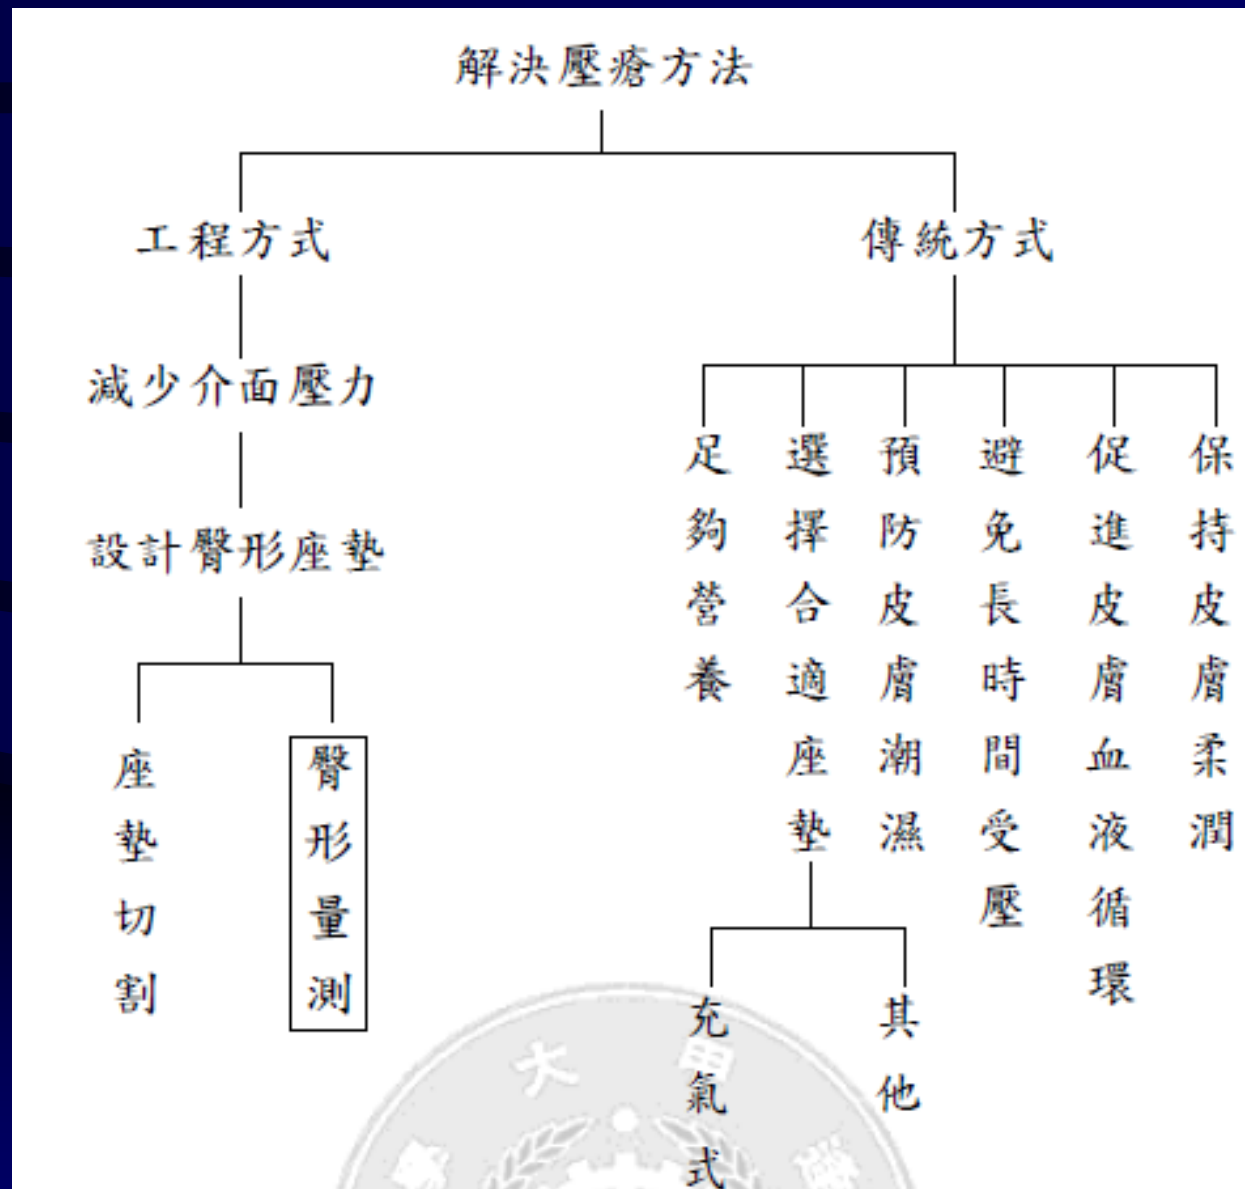 解決壓瘡方法
工程方式
傳統方式
減少介面壓力
設計臀形座墊
座墊切割
臀形量測
足夠營養
選擇合適座墊
預防皮膚潮濕
避免長時間受壓
促進皮膚血液循環
保持皮膚柔潤
充氣式
其他
大
甲